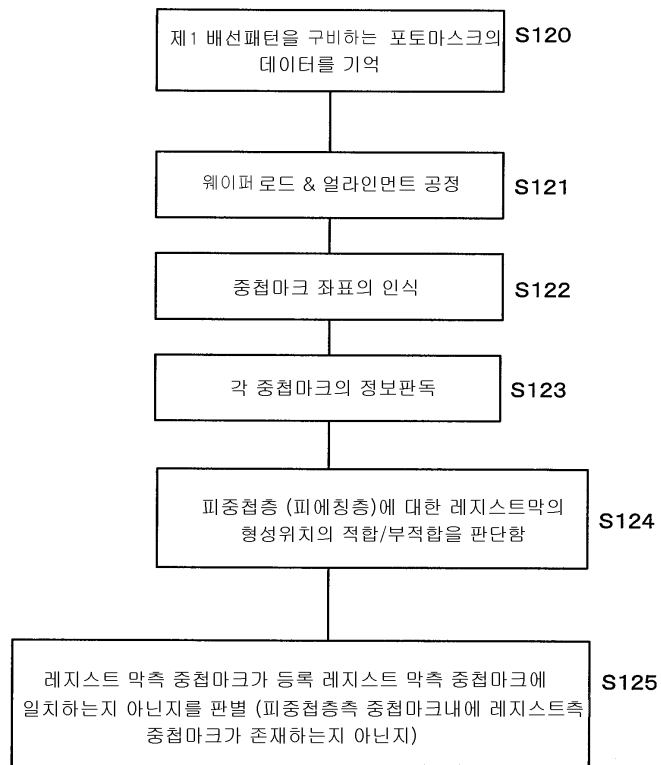 제1 배선패턴을 구비하는 포토마스크의
데이터를 기억
S120
웨이퍼 로드 & 얼라인먼트 공정
S121
중첩마크 좌표의 인식
S122
각 중첩마크의 정보판독
S123
피중첩층 (피에칭층)에 대한 레지스트막의
형성위치의 적합/부적합을 판단함
S124
레지스트 막측 중첩마크가 등록 레지스트 막측 중첩마크에
일치하는지 아닌지를 판별 (피중첩층측 중첩마크내에 레지스트측
중첩마크가 존재하는지 아닌지)
S125